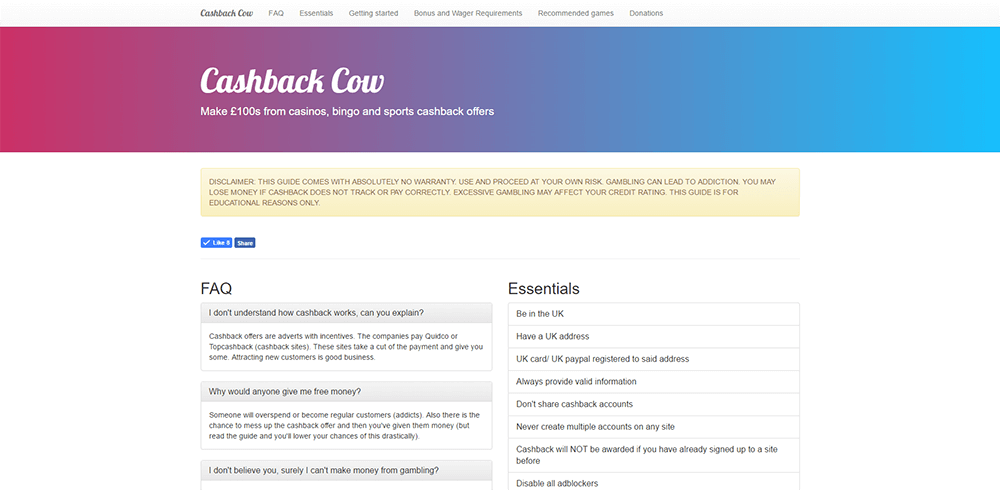 Cashback Cow FAQ Essentials Getting started Bonus and Wager Requirements Recommended games Donations
Cashback Cow
Make £100s from casinos, bingo and sports cashback offers
DISCLAIMER: THIS GUIDE COMES WITH ABSOLUTELY NO WARRANTY. USE AND PROCEED AT YOUR OWN RISK. GAMBLING CAN LEAD TO ADDICTION. YOU MAY
LOSE MONEY IF CASHBACK DOES NOT TRACK OR PAY CORRECTLY. EXCESSIVE GAMBLING MAY AFFECT YOUR CREDIT RATING. THIS GUIDE IS FOR
EDUCATIONAL REASONS ONLY.
Like 8 Share
FAQ
I don't understand how cashback works, can you explain?
Cashback offers are adverts with incentives. The companies pay Quidco or
Topcashback (cashback sites). These sites take a cut of the payment and give you
some. Attracting new customers is good business.
Why would anyone give me free money?
Someone will overspend or become regular customers (addicts). Also there is the
chance to mess up the cashback offer and then you've given them money (but
read the guide and you'll lower your chances of this drastically).
I don't believe you, surely I can't make money from gambling?
Essentials
Be in the UK
Have a UK address
UK card/ UK paypal registered to said address
Always provide valid information
Don't share cashback accounts
Never create multiple accounts on any site
Cashback will NOT be awarded if you have already signed up to a site
before
Disable all adblockers